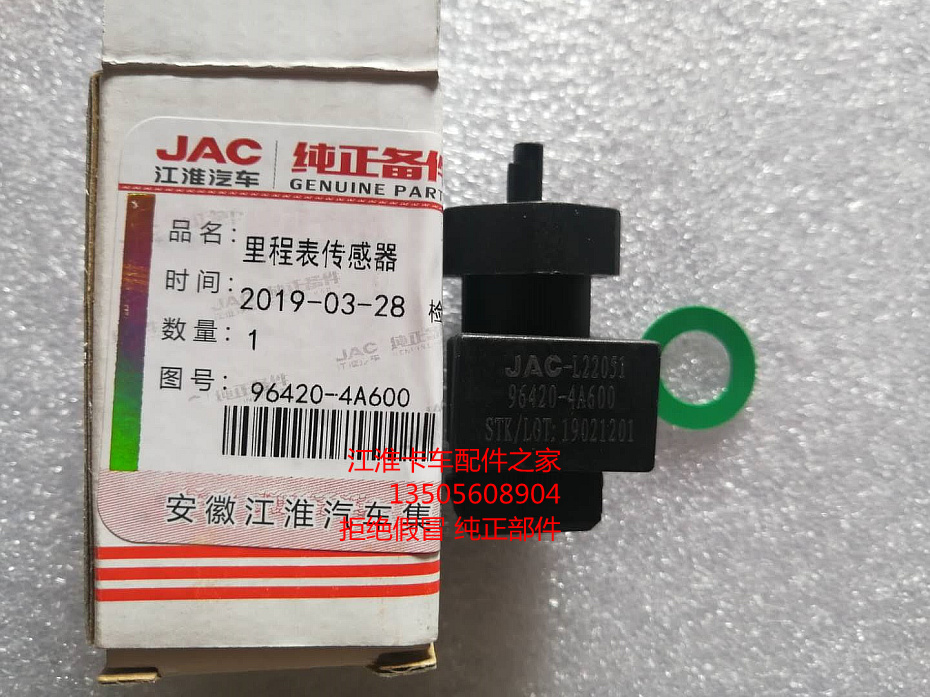 JAC
江淮汽车
纯正备件
GENUINE PART
品名：里程表传感器
时间：2019-03-28 检
数量：1
图号：96420-4A600
安徽江淮汽车集
JAC-L22051
96420-4A600
STK/LOT: 19021201
江淮卡车配件之家
13505608904
拒绝假冒 纯正部件